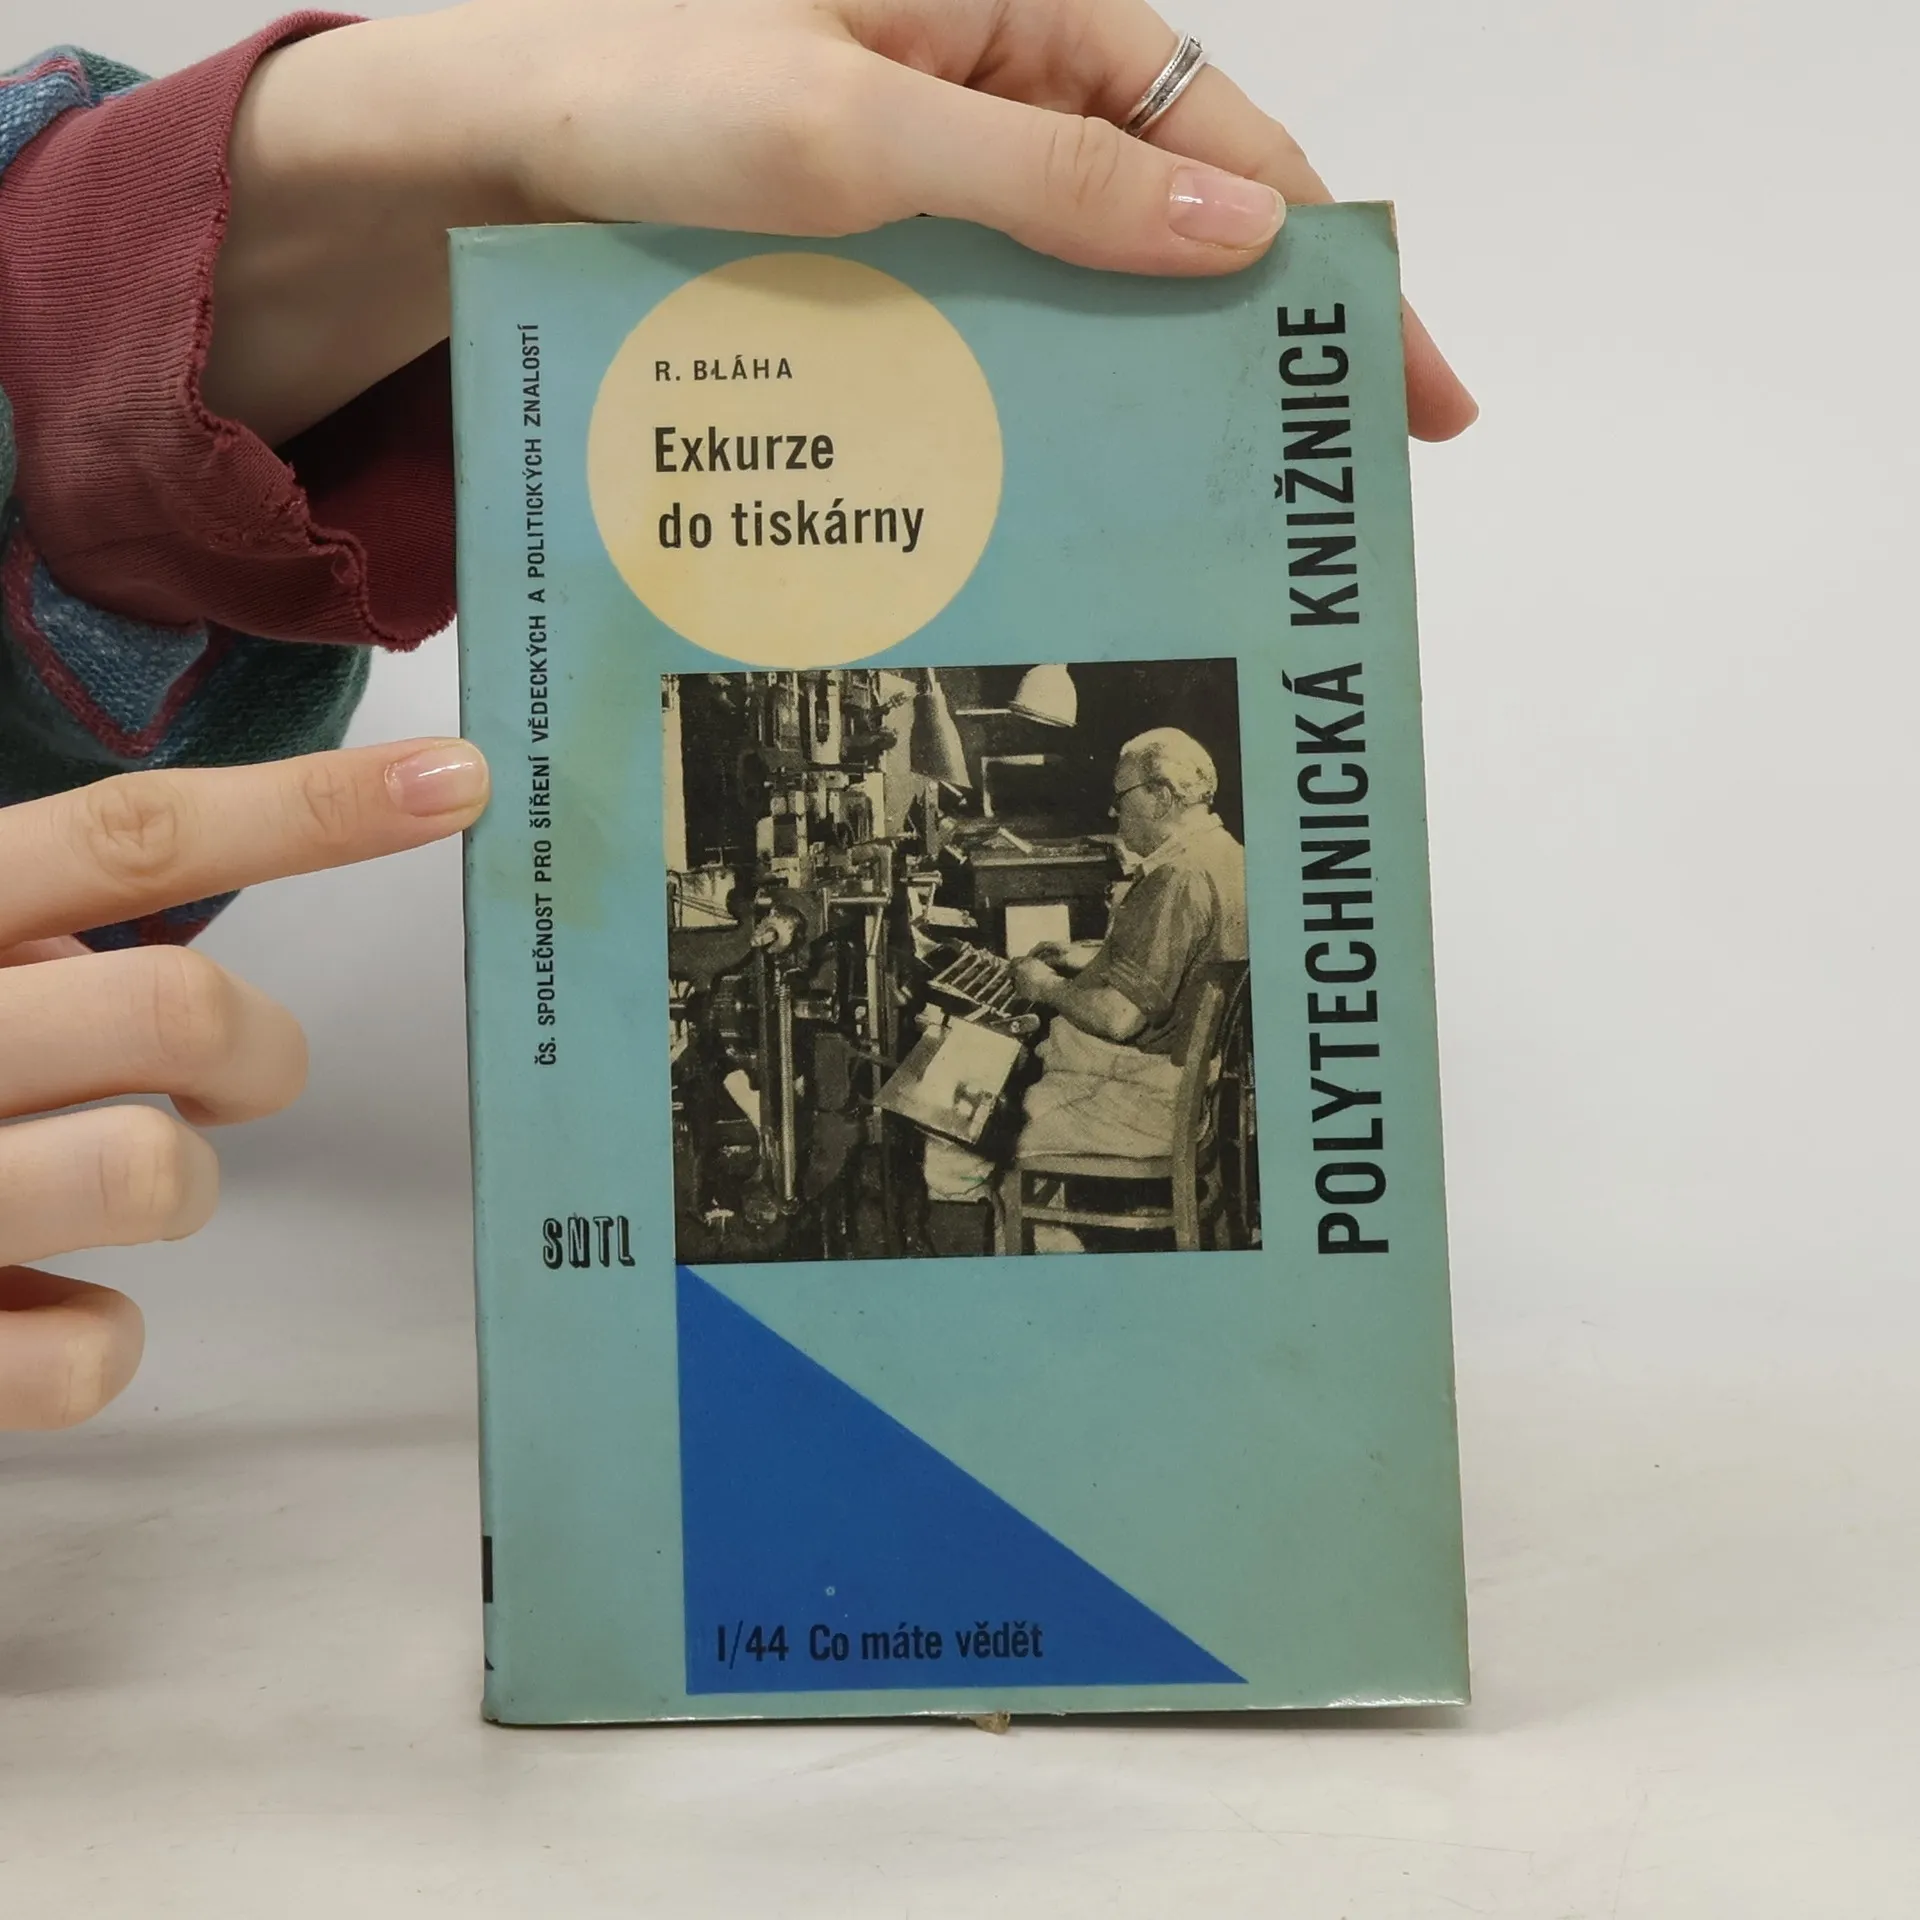 R. BLÁHA
Exkurze
do tiskárny
ČS. SPOLEČNOST PRO ŠÍŘENÍ VĚDECKÝCH A POLITICKÝCH ZNALOSTÍ
POLYTECHNICKÁ KNIŽNICE
SNTL
I/44 Co máte vědět